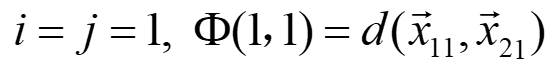 i = j = 1, Φ(1,1) = d(x⃗₁₁, x⃗₂₁)